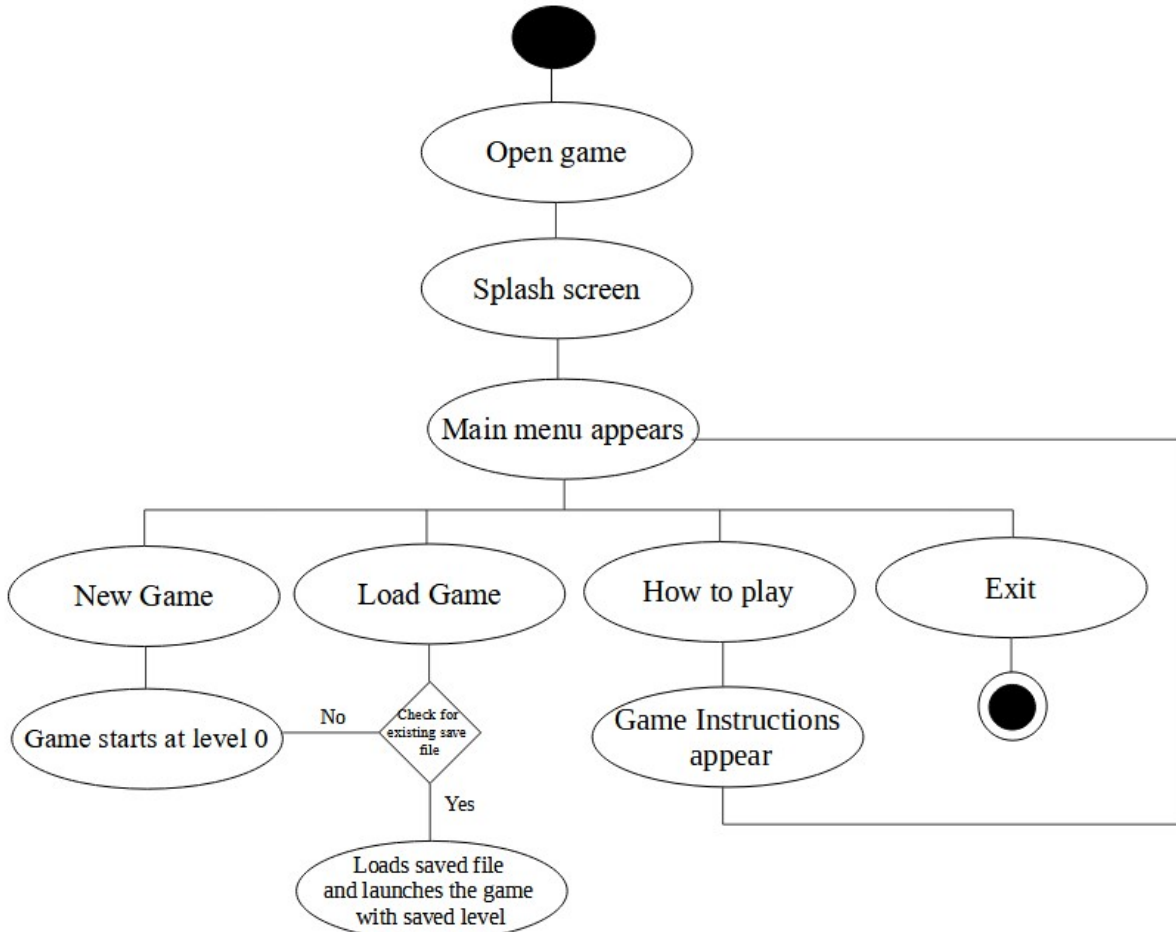 Open game
Splash screen
Main menu appears
New Game
Load Game
How to play
Exit
Game starts at level 0
No
Check for
existing save
file
Game Instructions
appear
Yes
Loads saved file
and launches the game
with saved level